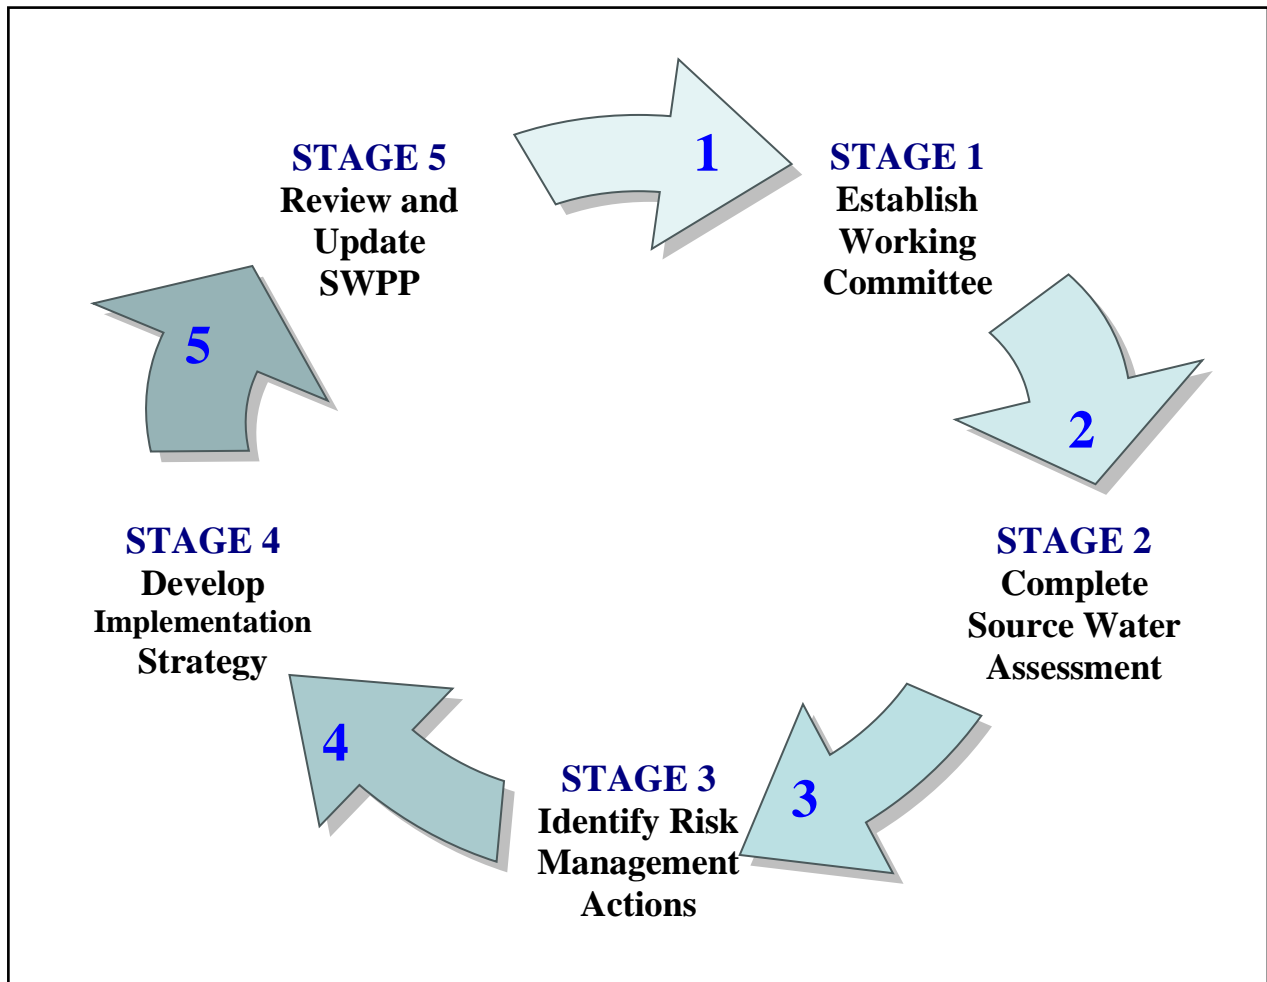 1
STAGE 1
Establish
Working
Committee
2
STAGE 2
Complete
Source Water
Assessment
3
STAGE 3
Identify Risk
Management
Actions
4
STAGE 4
Develop
Implementation
Strategy
5
STAGE 5
Review and
Update
SWPP